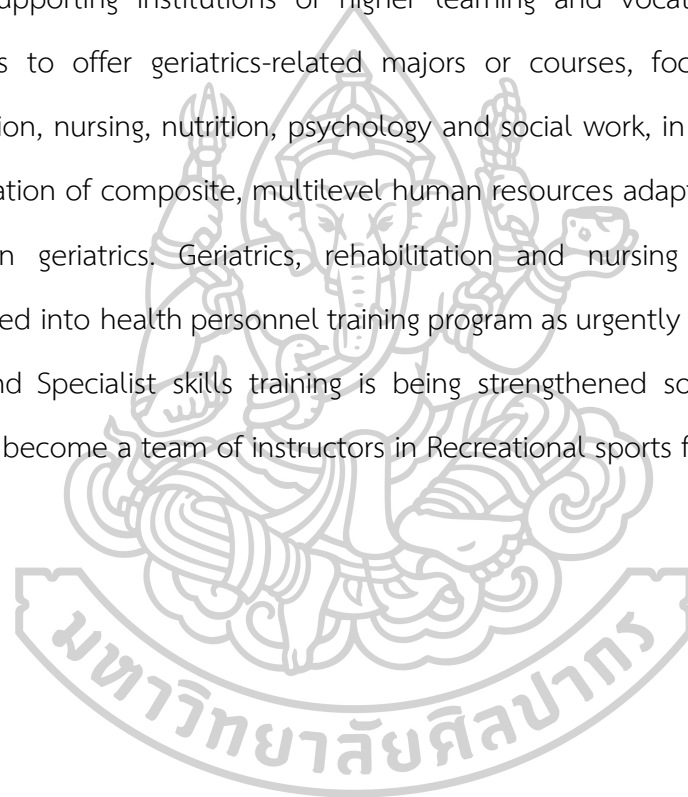 upporting institutions of higher learning and vocat
s to offer geriatrics-related majors or courses, foc
ion, nursing, nutrition, psychology and social work, in
ation of composite, multilevel human resources adap
n geriatrics. Geriatrics, rehabilitation and nursing
ed into health personnel training program as urgently
nd Specialist skills training is being strengthened so
become a team of instructors in Recreational sports f
มหาวิทยาลัยศิลปากร